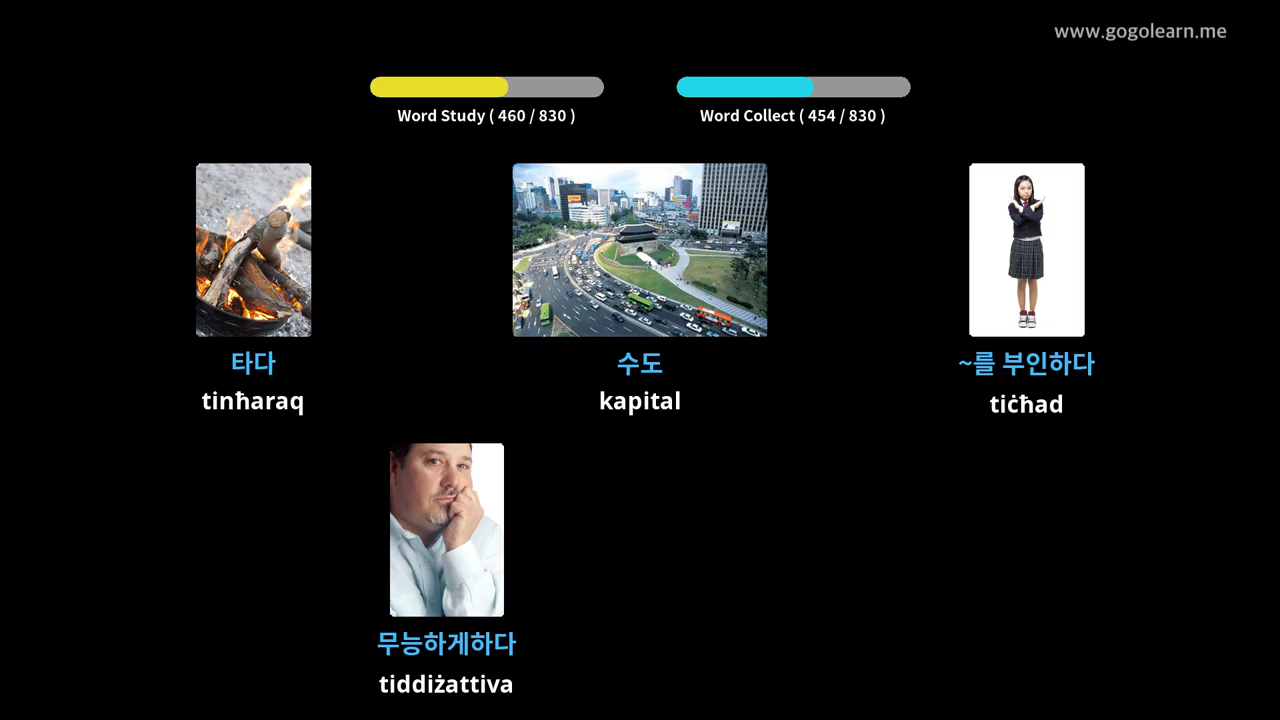 www.gogolearn.me
Word Study ( 460 / 830 )
Word Collect ( 454 / 830 )
타다
tinħaraq
수도
kapital
~를 부인하다
tiċħad
무능하게하다
tiddiżattiva